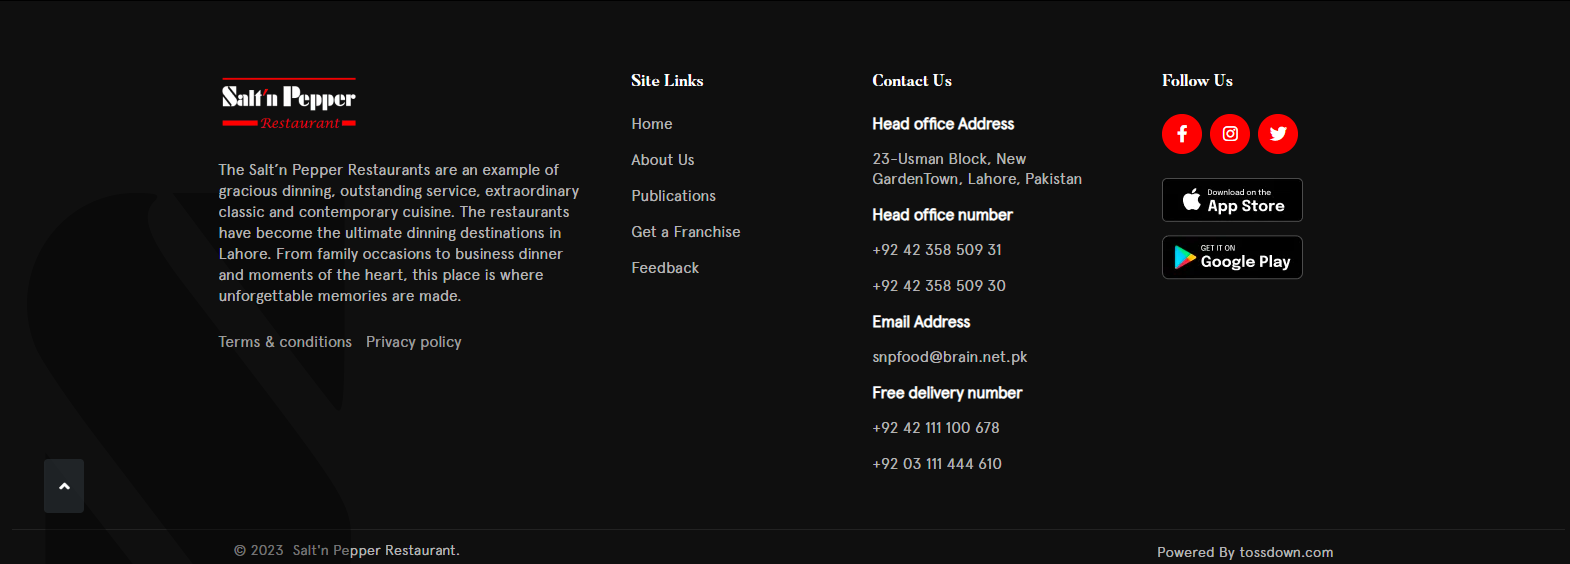 Salt'n Pepper
Restaurant
The Salt’n Pepper Restaurants are an example of
gracious dinning, outstanding service, extraordinary
classic and contemporary cuisine. The restaurants
have become the ultimate dinning destinations in
Lahore. From family occasions to business dinner
and moments of the heart, this place is where
unforgettable memories are made.
Terms & conditions Privacy policy
Site Links
Home
About Us
Publications
Get a Franchise
Feedback
Contact Us
Head office Address
23-Usman Block, New
GardenTown, Lahore, Pakistan
Head office number
+92 42 358 509 31
+92 42 358 509 30
Email Address
snpfood@brain.net.pk
Free delivery number
+92 42 111 100 678
+92 03 111 444 610
Follow Us
Download on the
App Store
GET IT ON
Google Play
© 2023 Salt'n Pepper Restaurant.
Powered By tossdown.com